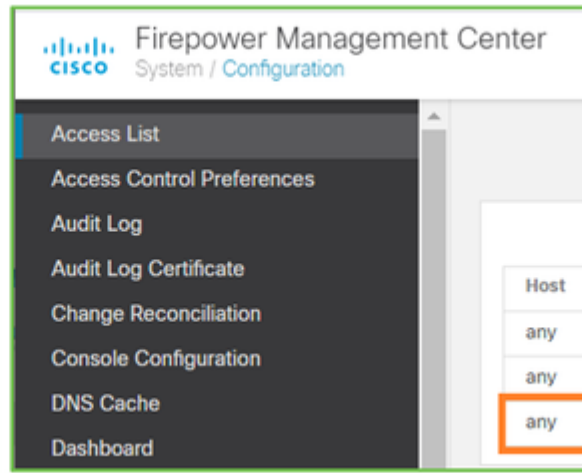 CISCO
Firepower Management Center
System / Configuration
Access List
Access Control Preferences
Audit Log
Audit Log Certificate
Change Reconciliation
Console Configuration
DNS Cache
Dashboard
Host
any
any
any